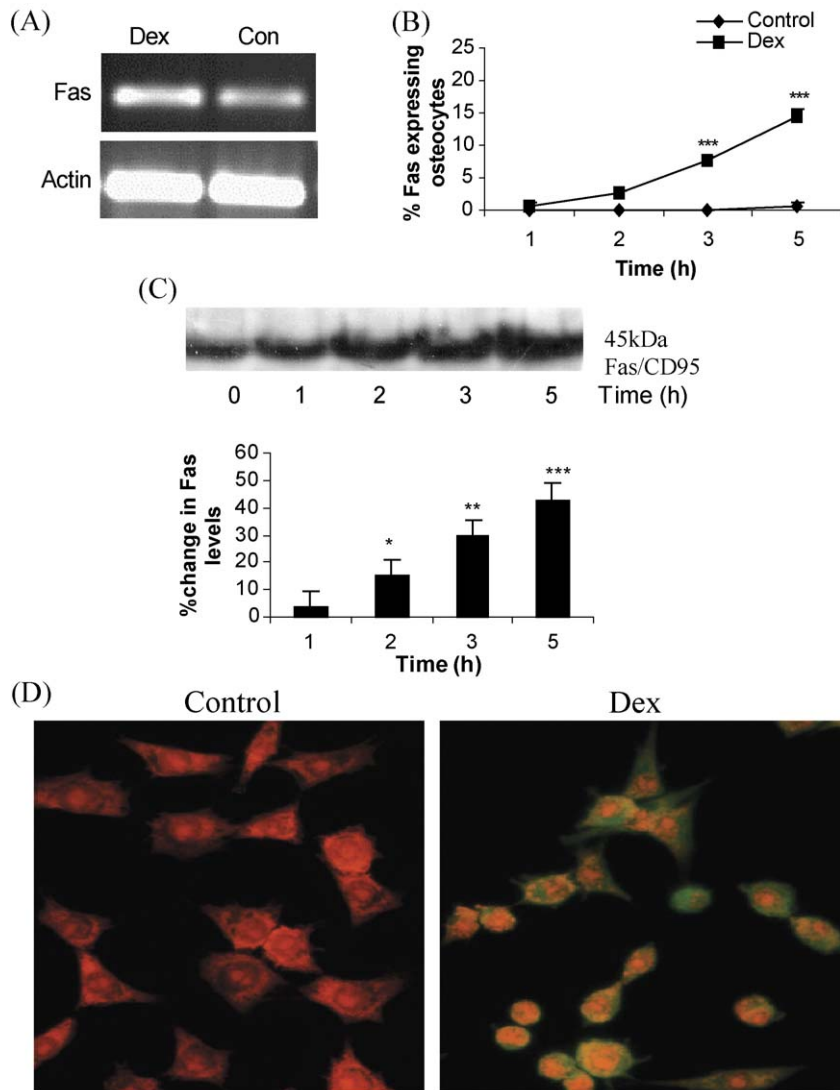 (A)
Dex Con
Fas
Actin
(B)
Control
Dex
% Fas expressing
osteocytes
25
20
15
10
5
0
***
***
1 2 3 5
Time (h)
(C)
45kDa
Fas/CD95
0 1 2 3 5 Time (h)
%change in Fas
levels
60
50
40
30
20
10
0
*
**
***
1 2 3 5
Time (h)
(D)
Control Dex